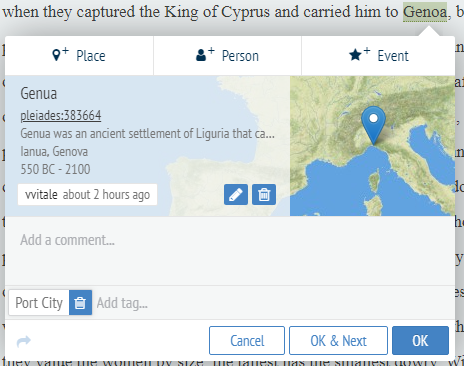 when they captured the King of Cyprus and carried him to Genoa, b
Place
Person
Event
Genua
pleiades:383664
Genua was an ancient settlement of Liguria that ca...
Ianua, Genova
550 BC - 2100
vvitale about 2 hours ago
Add a comment...
Port City
Add tag...
Cancel
OK & Next
OK
they value the women by size, the tallest has the smallest dowry. W